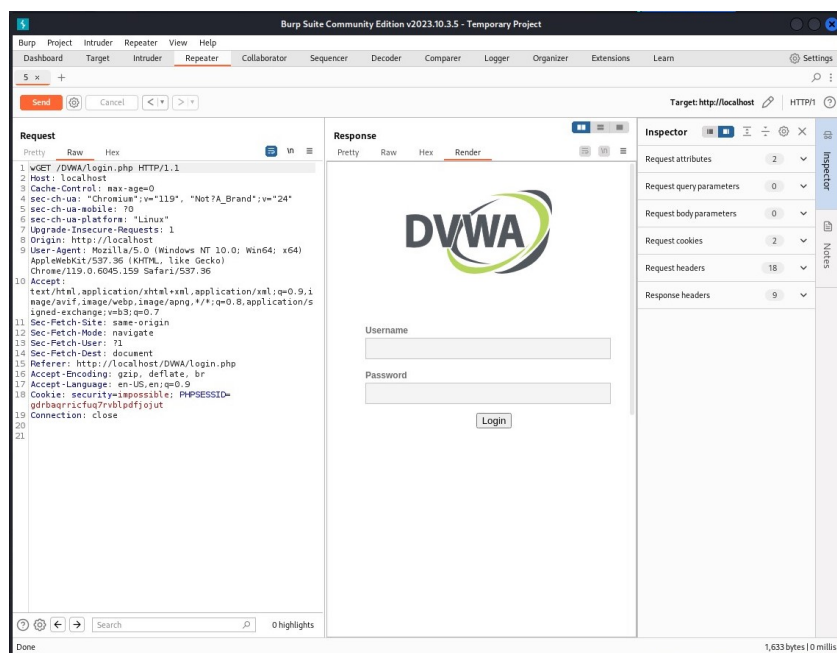 Burp Suite Community Edition v2023.10.3.5 - Temporary Project
Burp Project Intruder Repeater View Help
Dashboard Target Intruder Repeater Collaborator Sequencer Decoder Comparer Logger Organizer Extensions Learn Settings
5 × +
Send Cancel < > Target: http://localhost HTTP/1
Request
Pretty Raw Hex \n
1 wGET /DVWA/login.php HTTP/1.1
2 Host: localhost
3 Cache-Control: max-age=0
4 sec-ch-ua: "Chromium";v="119", "Not?A_Brand";v="24"
5 sec-ch-ua-mobile: ?0
6 sec-ch-ua-platform: "Linux"
7 Upgrade-Insecure-Requests: 1
8 Origin: http://localhost
9 User-Agent: Mozilla/5.0 (Windows NT 10.0; Win64; x64)
AppleWebKit/537.36 (KHTML, like Gecko)
Chrome/119.0.6045.159 Safari/537.36
10 Accept:
text/html,application/xhtml+xml,application/xml;q=0.9,i
mage/avif,image/webp,image/apng,*/*;q=0.8,application/s
igned-exchange;v=b3;q=0.7
11 Sec-Fetch-Site: same-origin
12 Sec-Fetch-Mode: navigate
13 Sec-Fetch-User: ?1
14 Sec-Fetch-Dest: document
15 Referer: http://localhost/DVWA/login.php
16 Accept-Encoding: gzip, deflate, br
17 Accept-Language: en-US,en;q=0.9
18 Cookie: security=impossible; PHPSESSID=
gdrbaqrricfuq7rvblpdfjojut
19 Connection: close
20
21
Search 0 highlights
Response
Pretty Raw Hex Render \n
DVWA
Username
Password
Login
Inspector
Request attributes 2
Request query parameters 0
Request body parameters 0
Request cookies 2
Request headers 18
Response headers 9
Inspector
Notes
Done 1,633 bytes | 0 millis